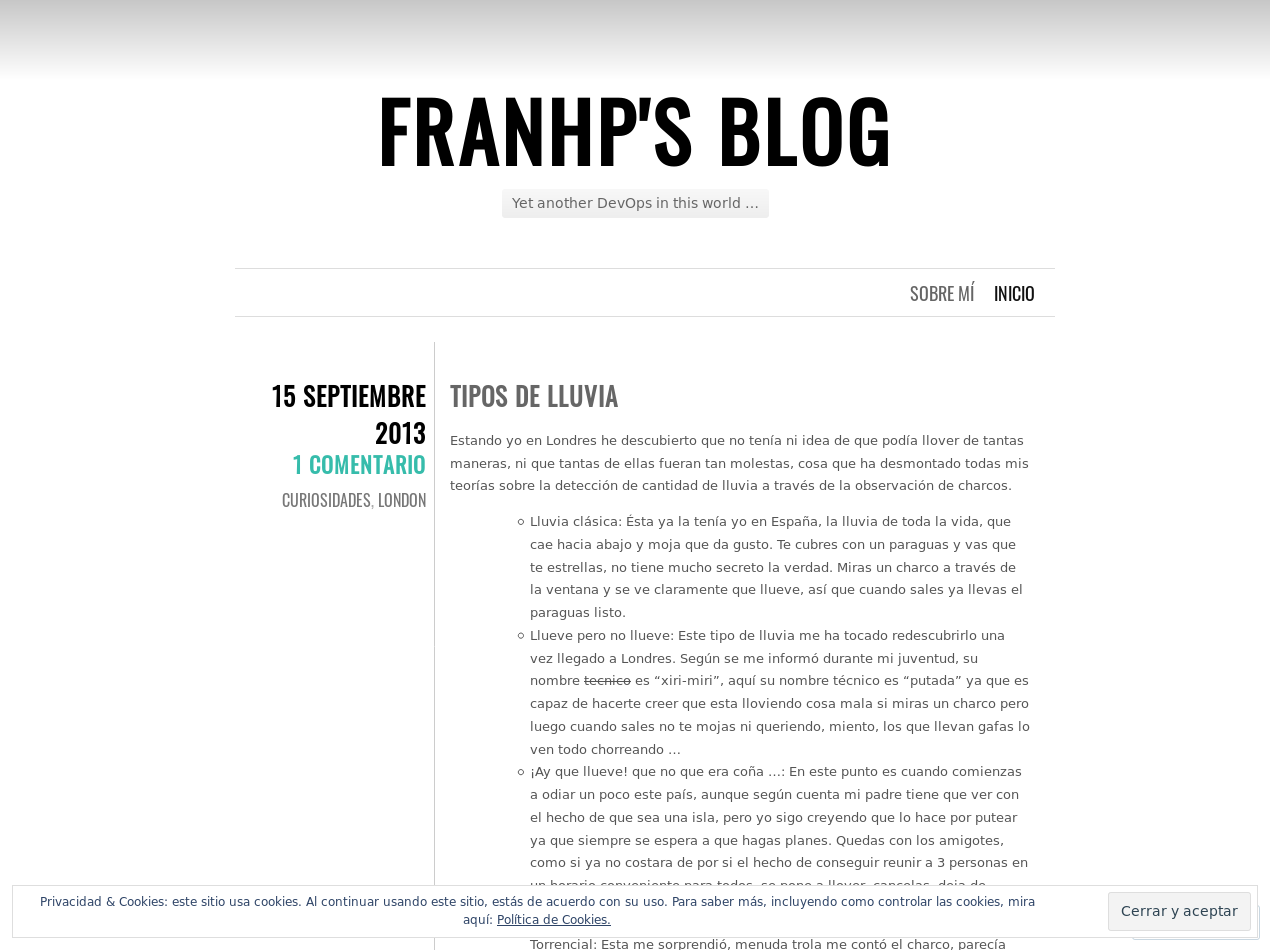 FRANHP'S BLOG
Yet another DevOps in this world …
SOBRE MÍ INICIO
15 SEPTIEMBRE
2013
1 COMENTARIO
CURIOSIDADES, LONDON
TIPOS DE LLUVIA
Estando yo en Londres he descubierto que no tenía ni idea de que podía llover de tantas
maneras, ni que tantas de ellas fueran tan molestas, cosa que ha desmontado todas mis
teorías sobre la detección de cantidad de lluvia a través de la observación de charcos.
Lluvia clásica: Ésta ya la tenía yo en España, la lluvia de toda la vida, que
cae hacia abajo y moja que da gusto. Te cubres con un paraguas y vas que
te estrellas, no tiene mucho secreto la verdad. Miras un charco a través de
la ventana y se ve claramente que llueve, así que cuando sales ya llevas el
paraguas listo.
Llueve pero no llueve: Este tipo de lluvia me ha tocado redescubrirlo una
vez llegado a Londres. Según se me informó durante mi juventud, su
nombre tecnico es “xiri-miri”, aquí su nombre técnico es “putada” ya que es
capaz de hacerte creer que esta lloviendo cosa mala si miras un charco pero
luego cuando sales no te mojas ni queriendo, miento, los que llevan gafas lo
ven todo chorreando …
¡Ay que llueve! que no que era coña …: En este punto es cuando comienzas
a odiar un poco este país, aunque según cuenta mi padre tiene que ver con
el hecho de que sea una isla, pero yo sigo creyendo que lo hace por putear
ya que siempre se espera a que hagas planes. Quedas con los amigotes,
como si ya no costara de por si el hecho de conseguir reunir a 3 personas en
Torrencial: Esta me sorprendió, menuda trola me contó el charco, parecía
Privacidad & Cookies: este sitio usa cookies. Al continuar usando este sitio, estás de acuerdo con su uso. Para saber más, incluyendo como controlar las cookies, mira
aquí: Política de Cookies.
Cerrar y aceptar